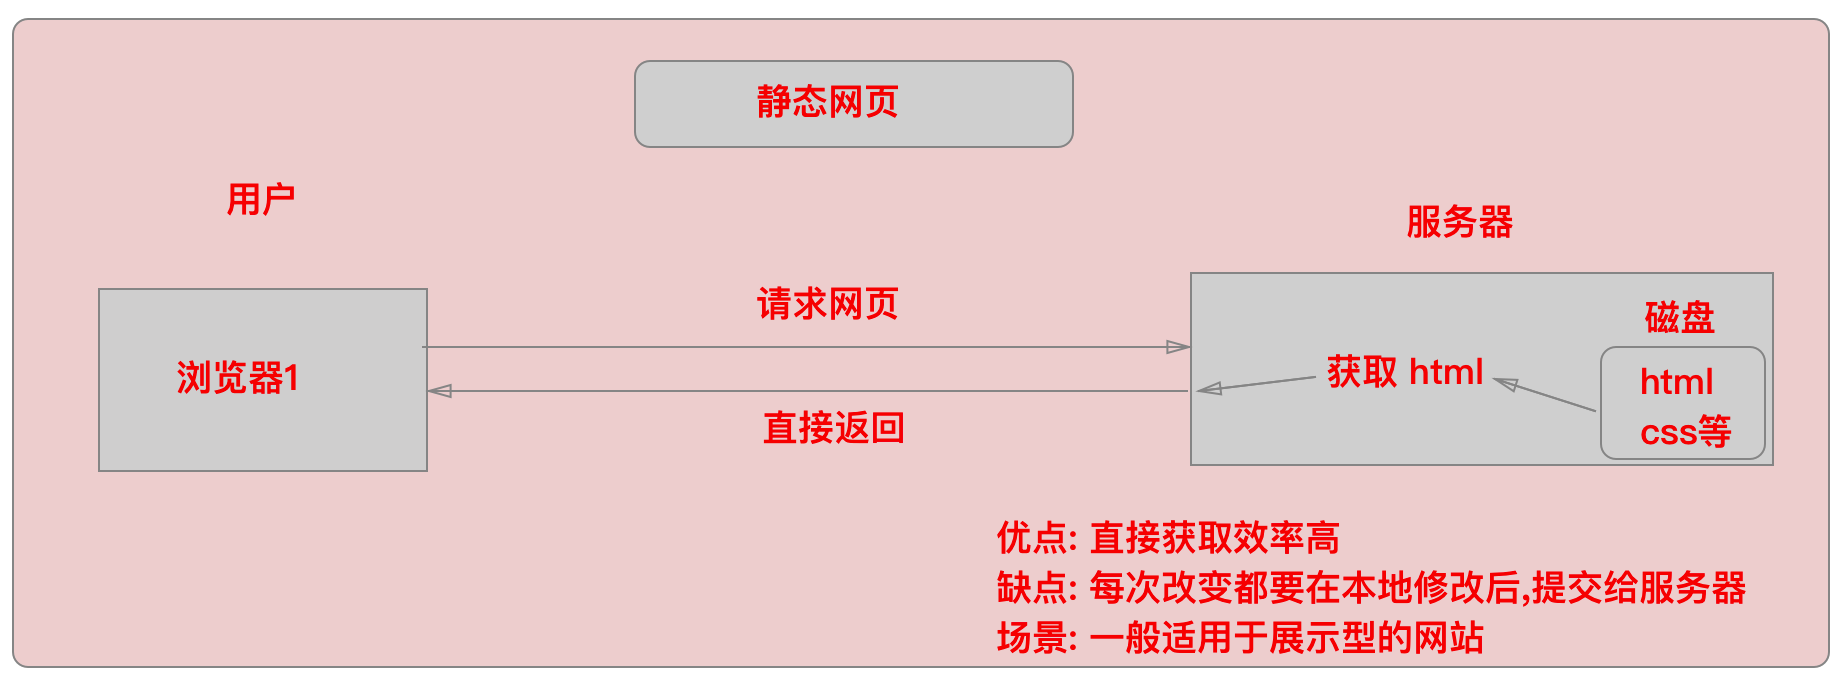 静态网页
用户
服务器
请求网页
磁盘
浏览器1
获取 html
html
css等
直接返回
优点: 直接获取效率高
缺点: 每次改变都要在本地修改后,提交给服务器
场景: 一般适用于展示型的网站